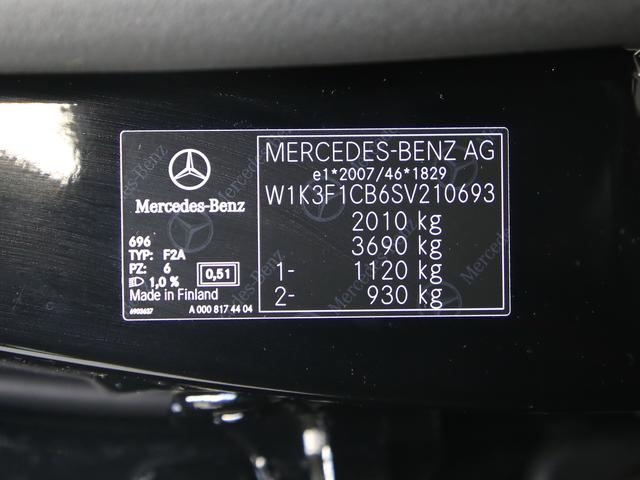 Mercedes-Benz
696
TYP: F2A
PZ: 6
1,0 %
0,51
Made in Finland
6903637
A 000 817 44 04
MERCEDES-BENZ AG
e1*2007/46*1829
W1K3F1CB6SV210693
2010 kg
3690 kg
1- 1120 kg
2- 930 kg